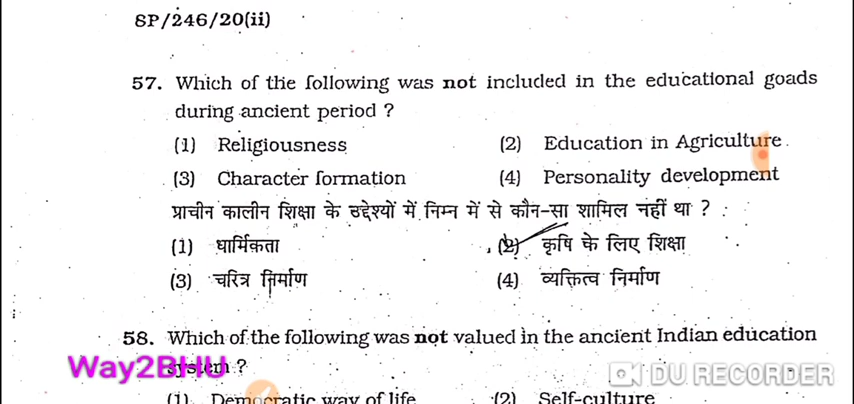 SP/246/20(ii)
57. Which of the following was not included in the educational goads
during ancient period ?
(1) Religiousness (2) Education in Agriculture
(3) Character formation (4) Personality development
प्राचीन कालीन शिक्षा के उद्देश्यों में निम्न में से कौन-सा शामिल नहीं था ?
(1) धार्मिकता (2) कृषि के लिए शिक्षा
(3) चरित्र निर्माण (4) व्यक्तित्व निर्माण
58. Which of the following was not valued in the ancient Indian education
system ?
Way2BHU
DU RECORDER
(1) Democratic way of life (2) Self-culture